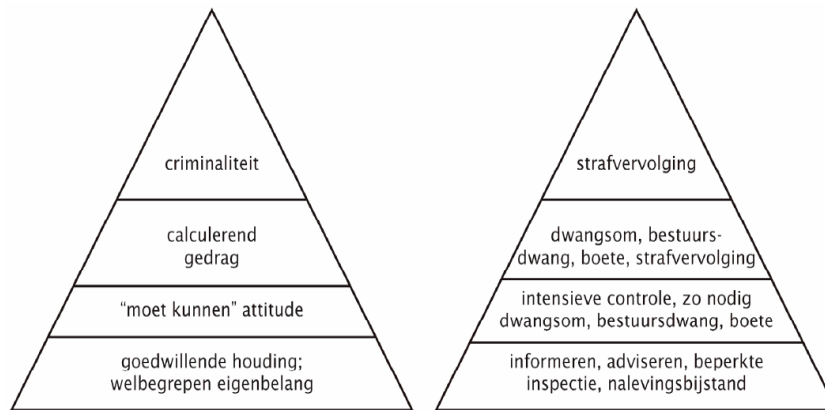 criminaliteit
calculerend
gedrag
“moet kunnen” attitude
goedwillende houding;
welbegrepen eigenbelang
strafvervolging
dwangsom, bestuurs-
dwang, boete, strafvervolging
intensieve controle, zo nodig
dwangsom, bestuursdwang, boete
informeren, adviseren, beperkte
inspectie, nalevingsbijstand